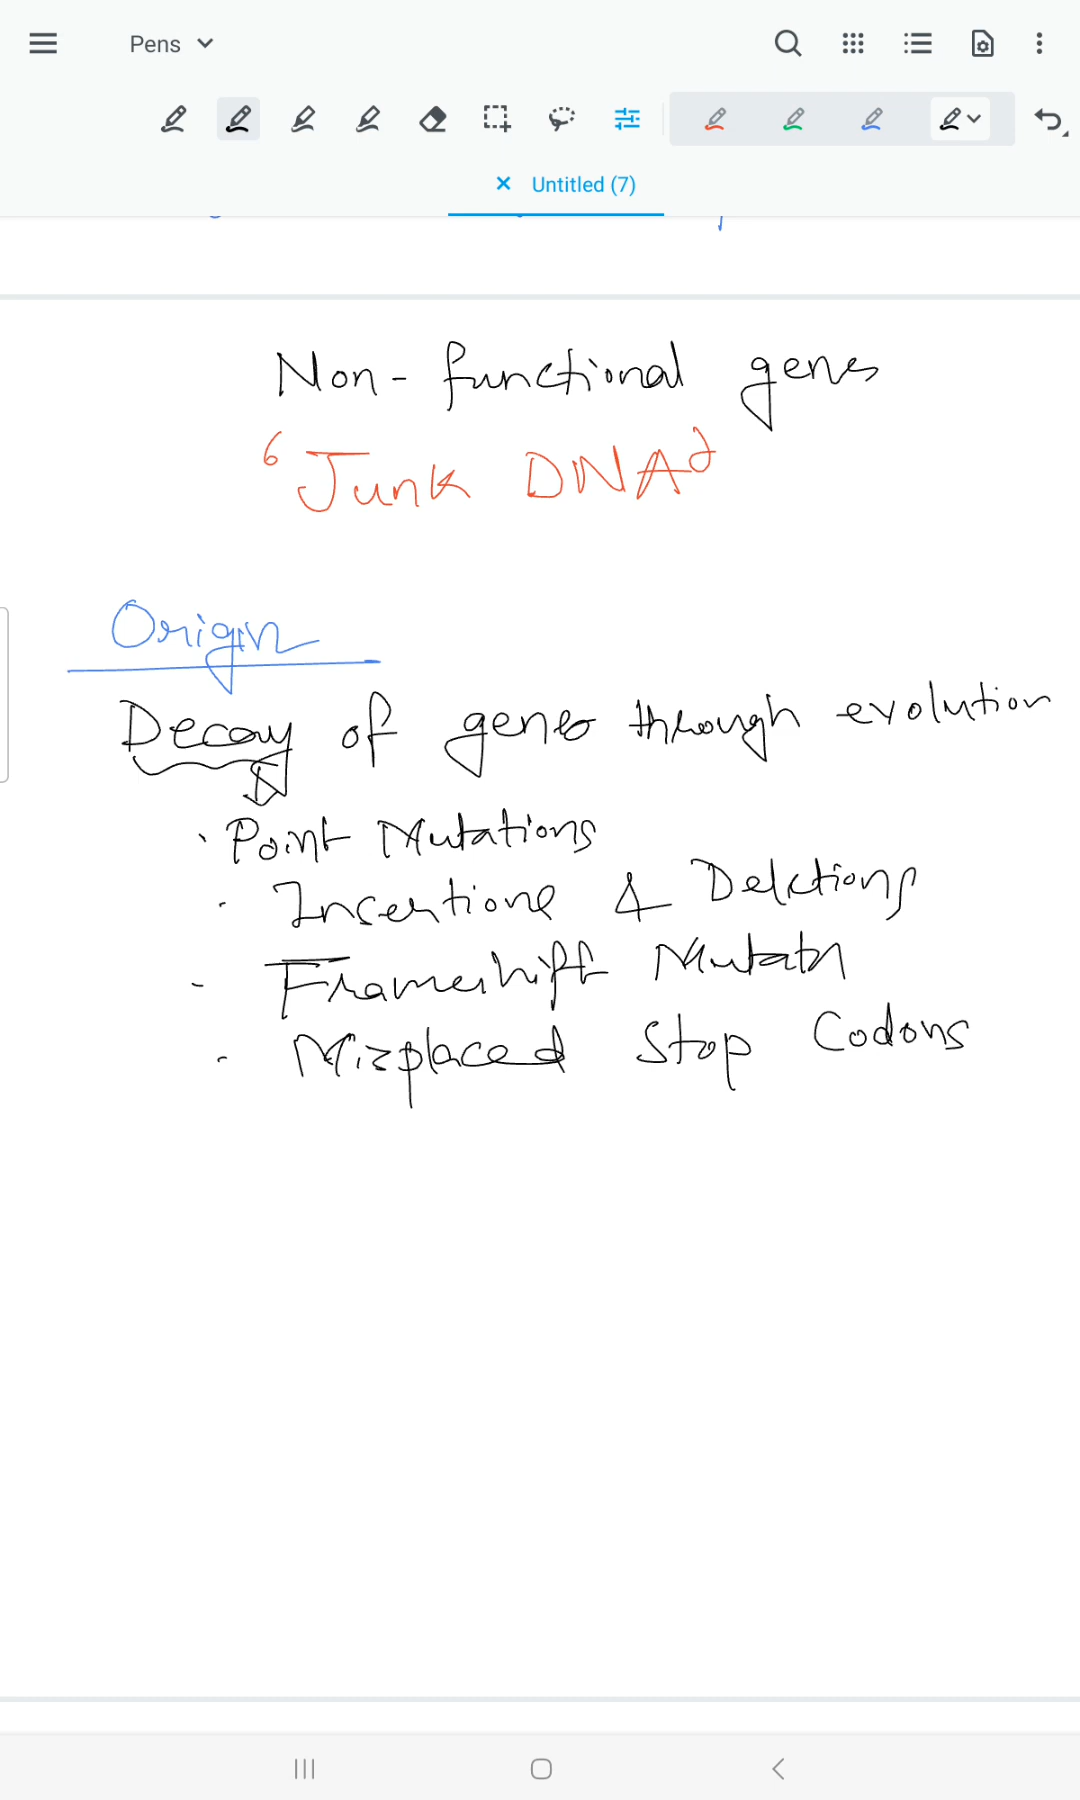 Pens
Untitled (7)
Non-functional genes
'Junk DNA'
Origin
Decay of genes through evolution
· Point Mutations
- Insertions & Deletions
- Frameshift Mutatn
- Misplaced Stop Codons